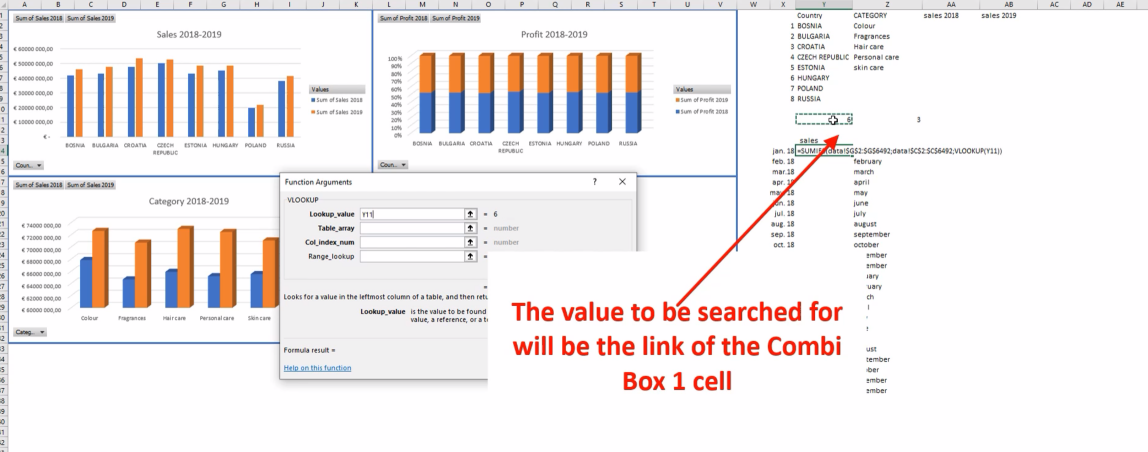 A B C D E F G H I J K L M N O P Q R S T U V W X Y Z AA AB AC AD AE
Sum of Sales 2018 Sum of Sales 2019
Sales 2018-2019
€ 60000 000,00
€ 50000 000,00
€ 40000 000,00
€ 30000 000,00
€ 20000 000,00
€ 10000 000,00
€ -
BOSNIA BULGARIA CROATIA CZECH REPUBLIC ESTONIA HUNGARY POLAND RUSSIA
Values
Sum of Sales 2018
Sum of Sales 2019
Coun..
Sum of Profit 2018 Sum of Profit 2019
Profit 2018-2019
100%
90%
80%
70%
60%
50%
40%
30%
20%
10%
0%
BOSNIA BULGARIA CROATIA CZECH REPUBLIC ESTONIA HUNGARY POLAND RUSSIA
Values
Sum of Profit 2019
Sum of Profit 2018
Coun..
Country CATEGORY sales 2018 sales 2019
1 BOSNIA Colour
2 BULGARIA Fragrances
3 CROATIA Hair care
4 CZECH REPUBLIC Personal care
5 ESTONIA skin care
6 HUNGARY
7 POLAND
8 RUSSIA
6 3
sales
jan. 18 =SUMIFS(data!$G$2:$G$6492;data!$C$2:$C$6492;VLOOKUP(Y11))
feb. 18 february
mar.18 march
apr. 18 april
may. 18 may
jun. 18 june
jul. 18 july
aug. 18 august
sep. 18 september
oct. 18 october
Sum of Sales 2018 Sum of Sales 2019
Category 2018-2019
€ 74000 000,00
€ 72000 000,00
€ 70000 000,00
€ 68000 000,00
€ 66000 000,00
€ 64000 000,00
€ 62000 000,00
€ 60000 000,00
Colour Fragrances Hair care Personal care Skin care
Categ..
Function Arguments ? ×
VLOOKUP
Lookup_value Y11 = 6
Table_array = number
Col_index_num = number
Range_lookup =
=
Looks for a value in the leftmost column of a table, and then retu
Lookup_value is the value to be found
value, a reference, or a t
Formula result =
Help on this function
The value to be searched for
will be the link of the Combi
Box 1 cell